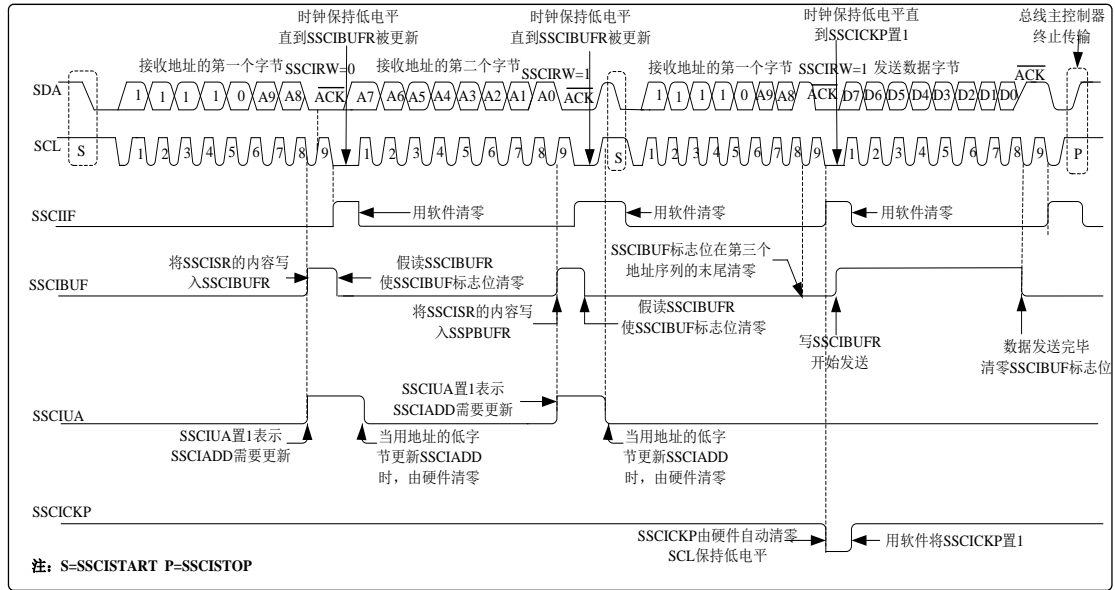 时钟保持低电平
直到SSCIBUFR被更新
时钟保持低电平
直到SSCIBUFR被更新
时钟保持低电平直
到SSCICKP置1
总线主控制器
终止传输
接收地址的第一个字节
SSCIRW=0
接收地址的第二个字节
SSCIRW=1
接收地址的第一个字节
SSCIRW=1
发送数据字节
ACK
SDA
1 1 1 1 0 A9 A8 ACK A7 A6 A5 A4 A3 A2 A1 A0 ACK 1 1 1 1 0 A9 A8 ACK D7 D6 D5 D4 D3 D2 D1 D0
SCL
S 1 2 3 4 5 6 7 8 9 1 2 3 4 5 6 7 8 9 S 1 2 3 4 5 6 7 8 9 1 2 3 4 5 6 7 8 9 P
SSCIIF
用软件清零
用软件清零
用软件清零
SSCIBUF
将SSCISR的内容写
入SSCIBUFR
假读SSCIBUFR
使SSCIBUF标志位清零
将SSCISR的内容写
入SSPBUFR
假读SSCIBUFR
使SSCIBUF标志位清零
SSCIBUF标志位在第三个
地址序列的末尾清零
写SSCIBUFR
开始发送
数据发送完毕
清零SSCIBUF标志位
SSCIUA
SSCIUA置1表示
SSCIADD需要更新
当用地址的低字
节更新SSCIADD
时，由硬件清零
SSCIUA置1表示
SSCIADD需要更新
当用地址的低字
节更新SSCIADD
时，由硬件清零
SSCICKP
SSCICKP由硬件自动清零
SCL保持低电平
用软件将SSCICKP置1
注：S=SSCISTART P=SSCISTOP